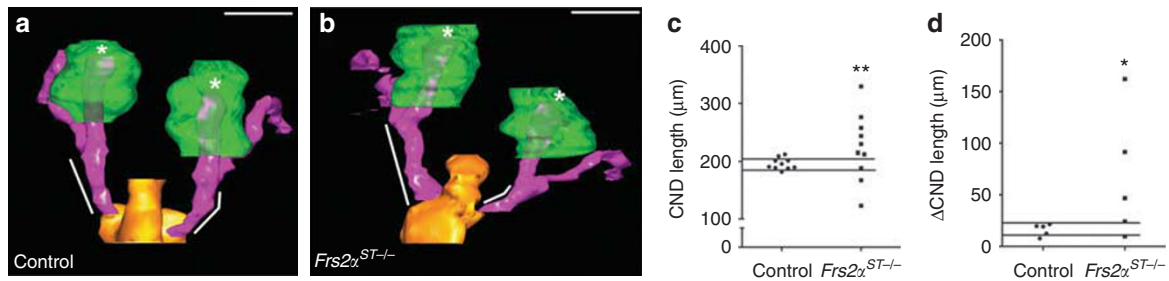 a
*
*
Control
b
*
*
Frs2α^ST–/–
c
CND length (μm)
400
300
200
100
0
**
Control Frs2α^ST–/–
d
ΔCND length (μm)
200
150
100
50
0
*
Control Frs2α^ST–/–